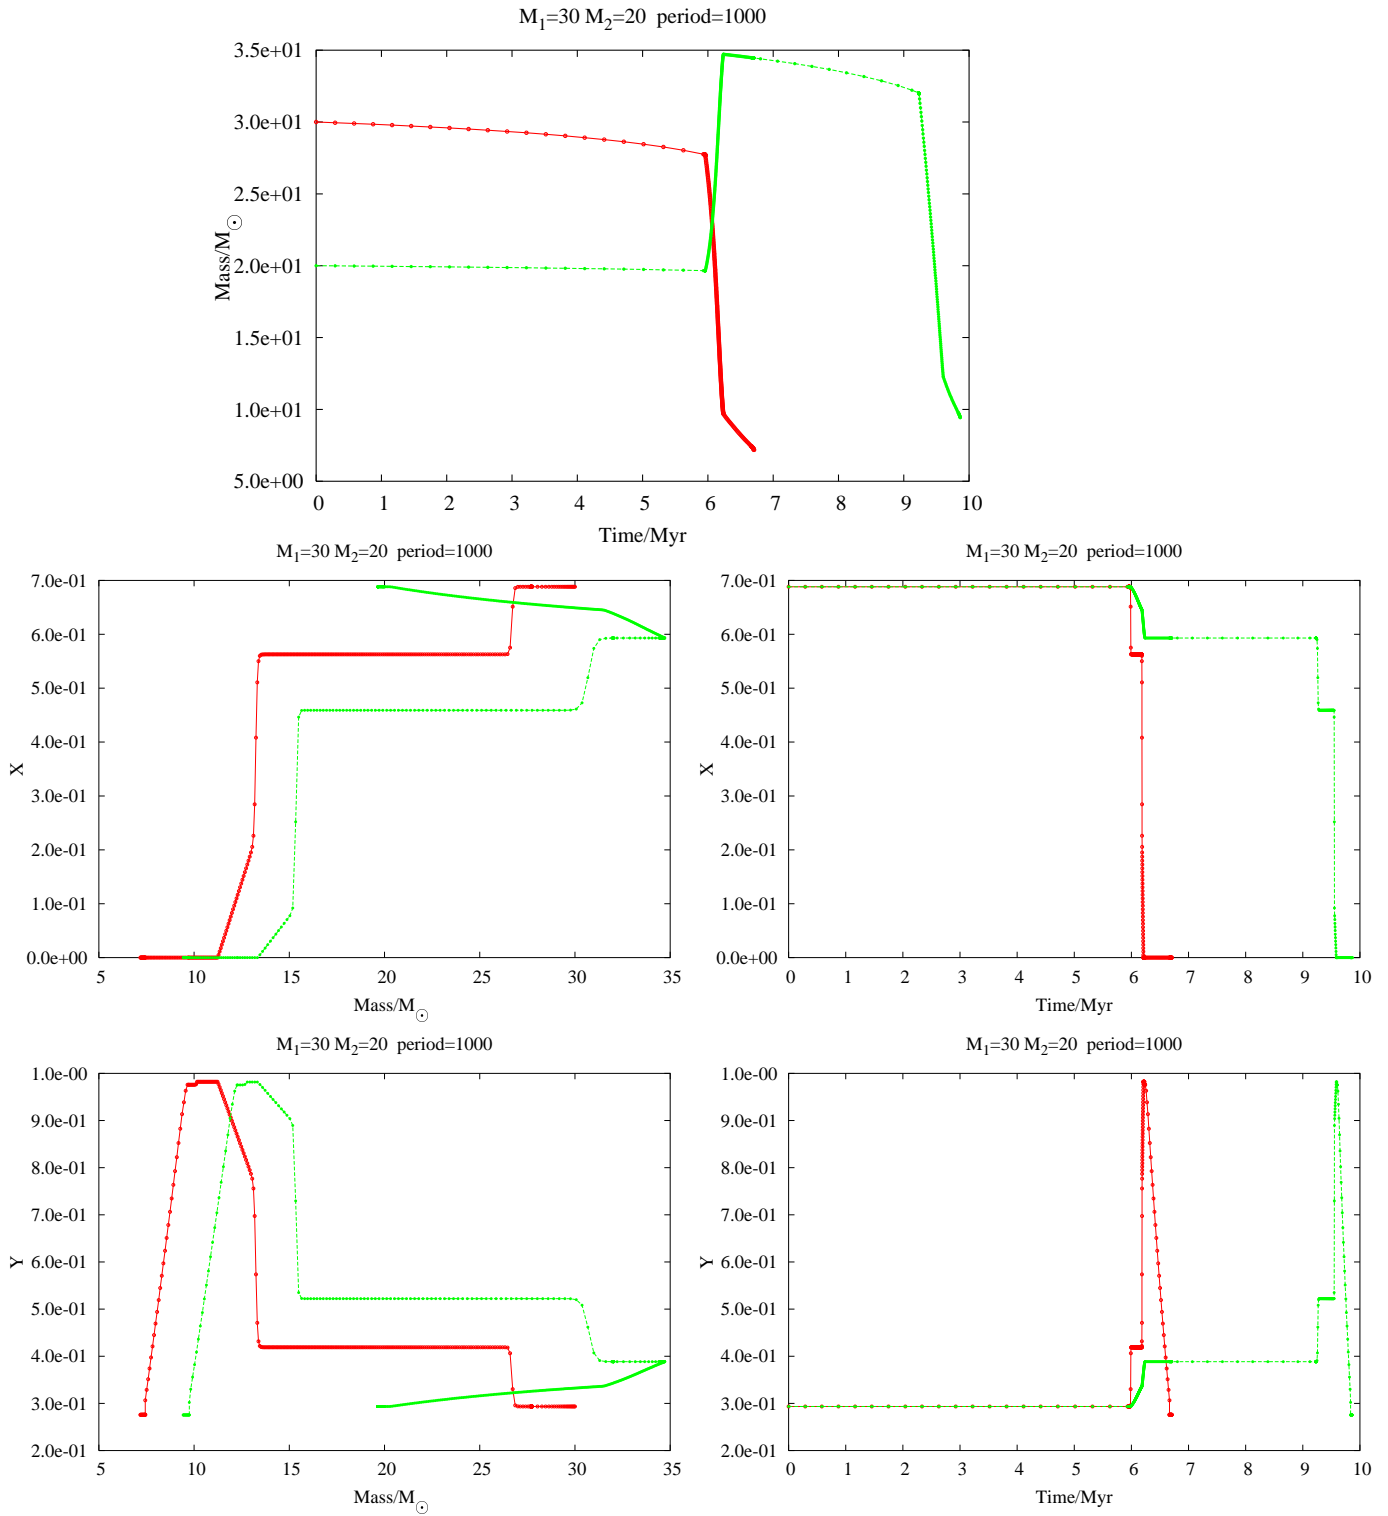 M₁=30 M₂=20 period=1000
3.5e+01
3.0e+01
2.5e+01
2.0e+01
1.5e+01
1.0e+01
5.0e+00
Mass/M☉
0 1 2 3 4 5 6 7 8 9 10
Time/Myr
M₁=30 M₂=20 period=1000
7.0e-01
6.0e-01
5.0e-01
4.0e-01
3.0e-01
2.0e-01
1.0e-01
0.0e+00
X
5 10 15 20 25 30 35
Mass/M☉
M₁=30 M₂=20 period=1000
7.0e-01
6.0e-01
5.0e-01
4.0e-01
3.0e-01
2.0e-01
1.0e-01
0.0e+00
X
0 1 2 3 4 5 6 7 8 9 10
Time/Myr
M₁=30 M₂=20 period=1000
1.0e-00
9.0e-01
8.0e-01
7.0e-01
6.0e-01
5.0e-01
4.0e-01
3.0e-01
2.0e-01
Y
5 10 15 20 25 30 35
Mass/M☉
M₁=30 M₂=20 period=1000
1.0e-00
9.0e-01
8.0e-01
7.0e-01
6.0e-01
5.0e-01
4.0e-01
3.0e-01
2.0e-01
Y
0 1 2 3 4 5 6 7 8 9 10
Time/Myr